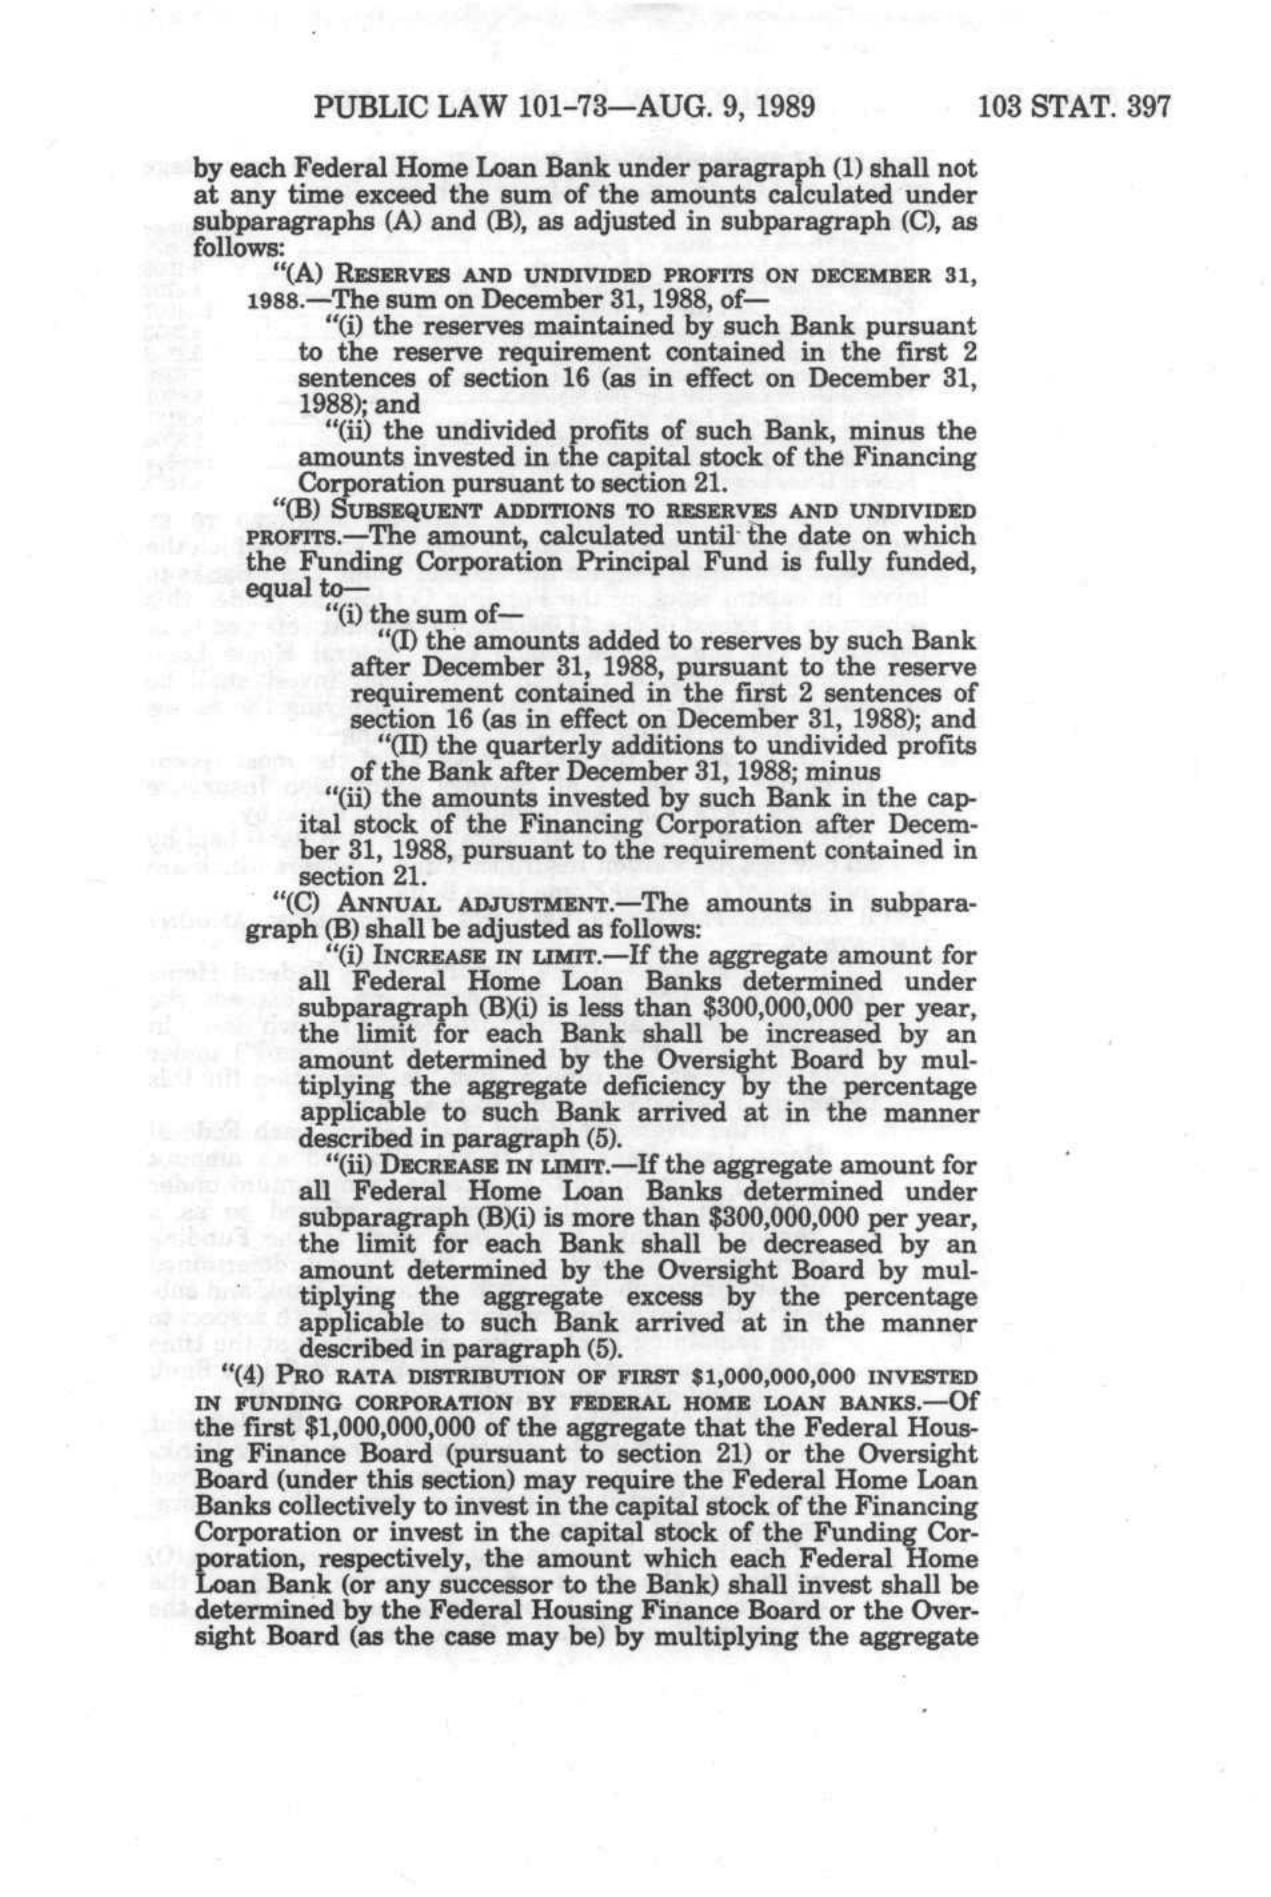 PUBLIC LAW 101–73—AUG. 9, 1989 103 STAT. 397
by each Federal Home Loan Bank under paragraph (1) shall not
at any time exceed the sum of the amounts calculated under
subparagraphs (A) and (B), as adjusted in subparagraph (C), as
follows:
“(A) RESERVES AND UNDIVIDED PROFITS ON DECEMBER 31,
1988.—The sum on December 31, 1988, of—
“(i) the reserves maintained by such Bank pursuant
to the reserve requirement contained in the first 2
sentences of section 16 (as in effect on December 31,
1988); and
“(ii) the undivided profits of such Bank, minus the
amounts invested in the capital stock of the Financing
Corporation pursuant to section 21.
“(B) SUBSEQUENT ADDITIONS TO RESERVES AND UNDIVIDED
PROFITS.—The amount, calculated until the date on which
the Funding Corporation Principal Fund is fully funded,
equal to—
“(i) the sum of—
“(I) the amounts added to reserves by such Bank
after December 31, 1988, pursuant to the reserve
requirement contained in the first 2 sentences of
section 16 (as in effect on December 31, 1988); and
“(II) the quarterly additions to undivided profits
of the Bank after December 31, 1988; minus
“(ii) the amounts invested by such Bank in the cap-
ital stock of the Financing Corporation after Decem-
ber 31, 1988, pursuant to the requirement contained in
section 21.
“(C) ANNUAL ADJUSTMENT.—The amounts in subpara-
graph (B) shall be adjusted as follows:
“(i) INCREASE IN LIMIT.—If the aggregate amount for
all Federal Home Loan Banks determined under
subparagraph (B)(i) is less than $300,000,000 per year,
the limit for each Bank shall be increased by an
amount determined by the Oversight Board by mul-
tiplying the aggregate deficiency by the percentage
applicable to such Bank arrived at in the manner
described in paragraph (5).
“(ii) DECREASE IN LIMIT.—If the aggregate amount for
all Federal Home Loan Banks determined under
subparagraph (B)(i) is more than $300,000,000 per year,
the limit for each Bank shall be decreased by an
amount determined by the Oversight Board by mul-
tiplying the aggregate excess by the percentage
applicable to such Bank arrived at in the manner
described in paragraph (5).
“(4) PRO RATA DISTRIBUTION OF FIRST $1,000,000,000 INVESTED
IN FUNDING CORPORATION BY FEDERAL HOME LOAN BANKS.—Of
the first $1,000,000,000 of the aggregate that the Federal Hous-
ing Finance Board (pursuant to section 21) or the Oversight
Board (under this section) may require the Federal Home Loan
Banks collectively to invest in the capital stock of the Financing
Corporation or invest in the capital stock of the Funding Cor-
poration, respectively, the amount which each Federal Home
Loan Bank (or any successor to the Bank) shall invest shall be
determined by the Federal Housing Finance Board or the Over-
sight Board (as the case may be) by multiplying the aggregate